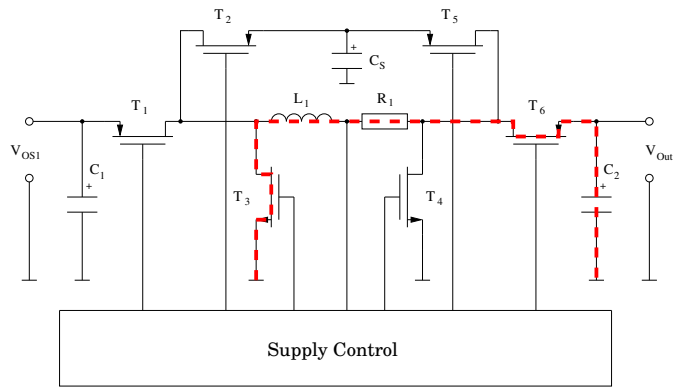 T2
T5
+
CS
T1
L1
R1
T6
VOS1
C1
+
T3
T4
C2
+
VOut
Supply Control